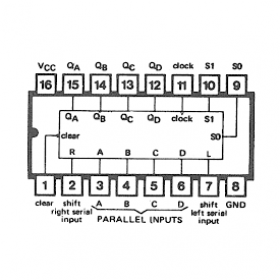 VCC QA QB QC QD clock S1 S0
16 15 14 13 12 11 10 9
QA QB QC QD clock S1
clear S0
R A B C D L
1 2 3 4 5 6 7 8
clear shift right serial input A B C D shift left serial input GND
PARALLEL INPUTS